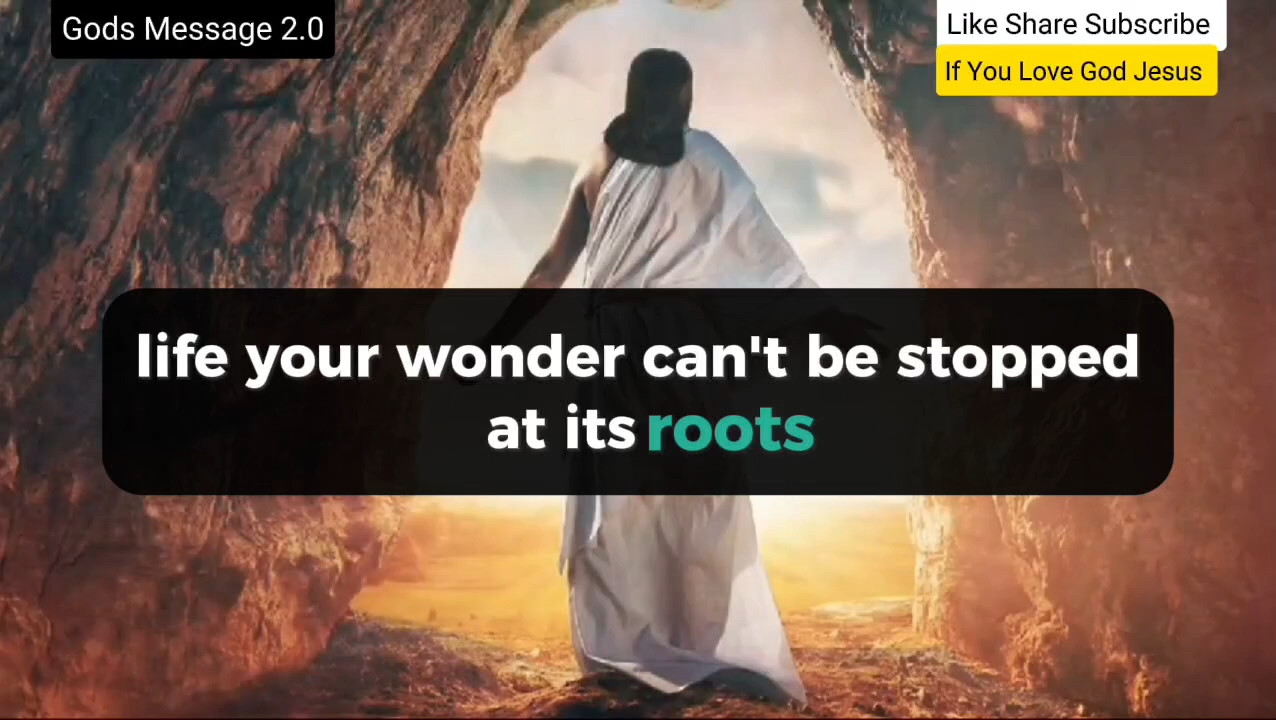 Gods Message 2.0
Like Share Subscribe
If You Love God Jesus
life your wonder can't be stopped
at its roots